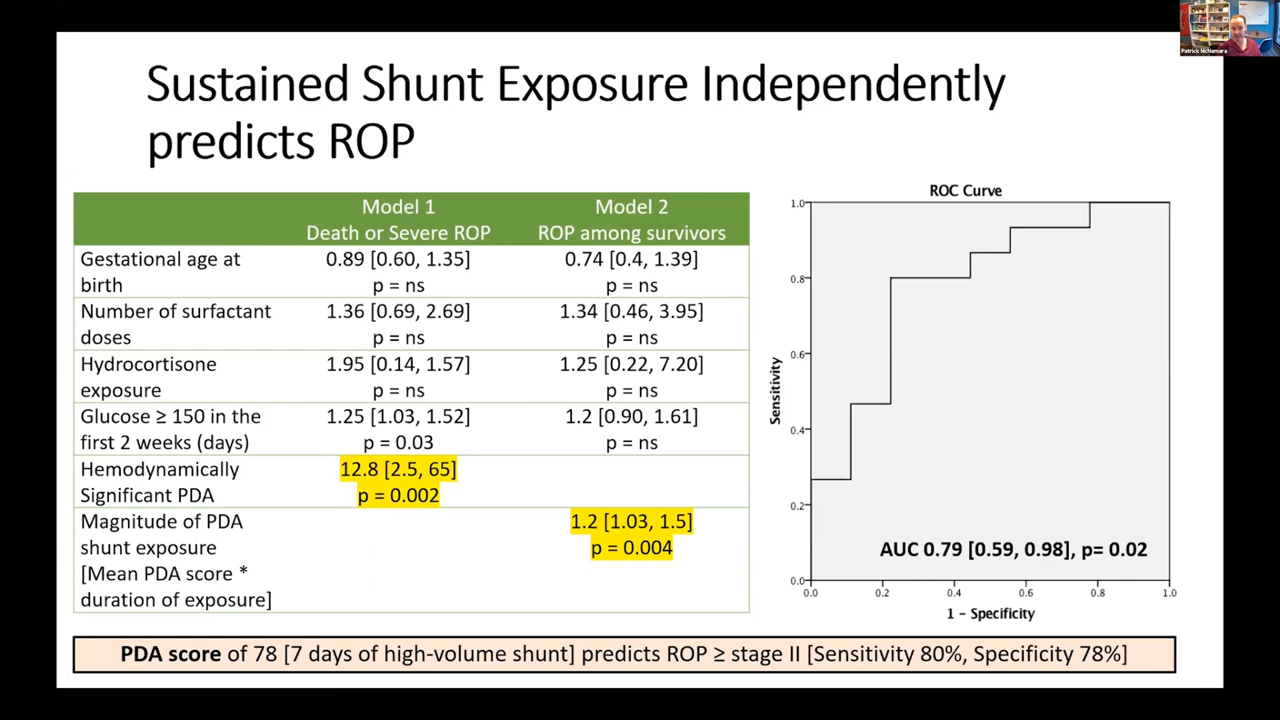 Patrick McNamara
Sustained Shunt Exposure Independently
predicts ROP
Model 1
Death or Severe ROP
Model 2
ROP among survivors
Gestational age at
birth
0.89 [0.60, 1.35]
p = ns
0.74 [0.4, 1.39]
p = ns
Number of surfactant
doses
1.36 [0.69, 2.69]
p = ns
1.34 [0.46, 3.95]
p = ns
Hydrocortisone
exposure
1.95 [0.14, 1.57]
p = ns
1.25 [0.22, 7.20]
p = ns
Glucose ≥ 150 in the
first 2 weeks (days)
1.25 [1.03, 1.52]
p = 0.03
1.2 [0.90, 1.61]
p = ns
Hemodynamically
Significant PDA
12.8 [2.5, 65]
p = 0.002
Magnitude of PDA
shunt exposure
[Mean PDA score *
duration of exposure]
1.2 [1.03, 1.5]
p = 0.004
ROC Curve
Sensitivity
1.0
0.8
0.6
0.4
0.2
0.0
AUC 0.79 [0.59, 0.98], p= 0.02
0.0 0.2 0.4 0.6 0.8 1.0
1 – Specificity
PDA score of 78 [7 days of high-volume shunt] predicts ROP ≥ stage II [Sensitivity 80%, Specificity 78%]